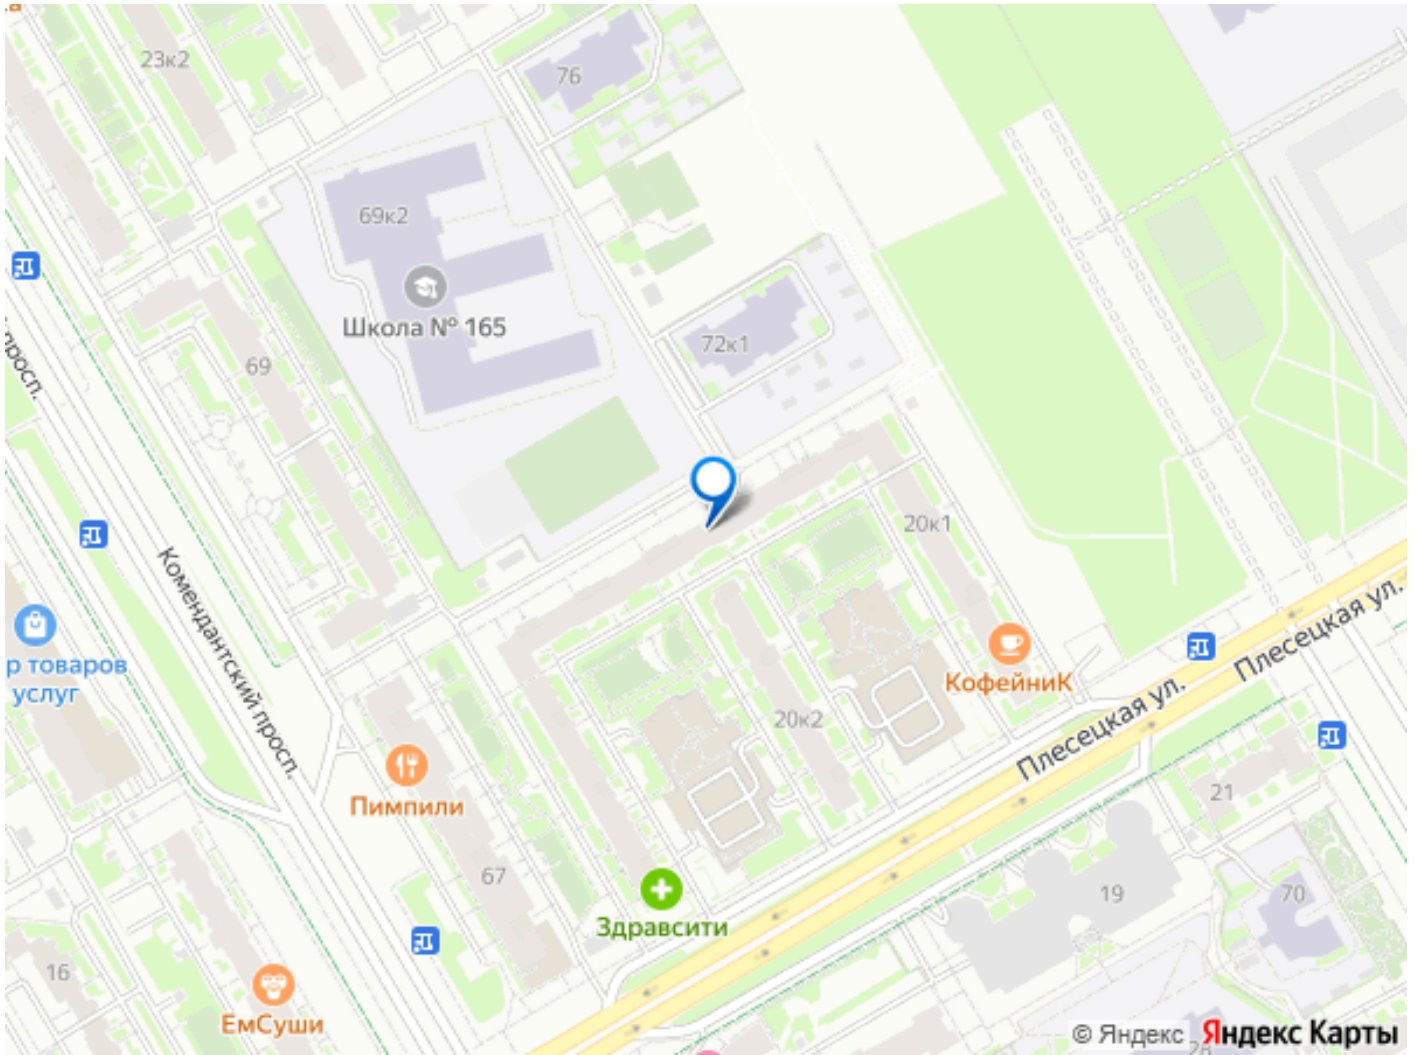 23к2
76
69к2
Школа № 165
72к1
69
просп.
20к1
Комендантский просп.
р товаров
услуг
КофейниК
Плесецкая ул.
Плесецкая ул.
20к2
Пимпили
67
21
Здравсити
19
70
16
ЕмСуши
© Яндекс
Яндекс Карты